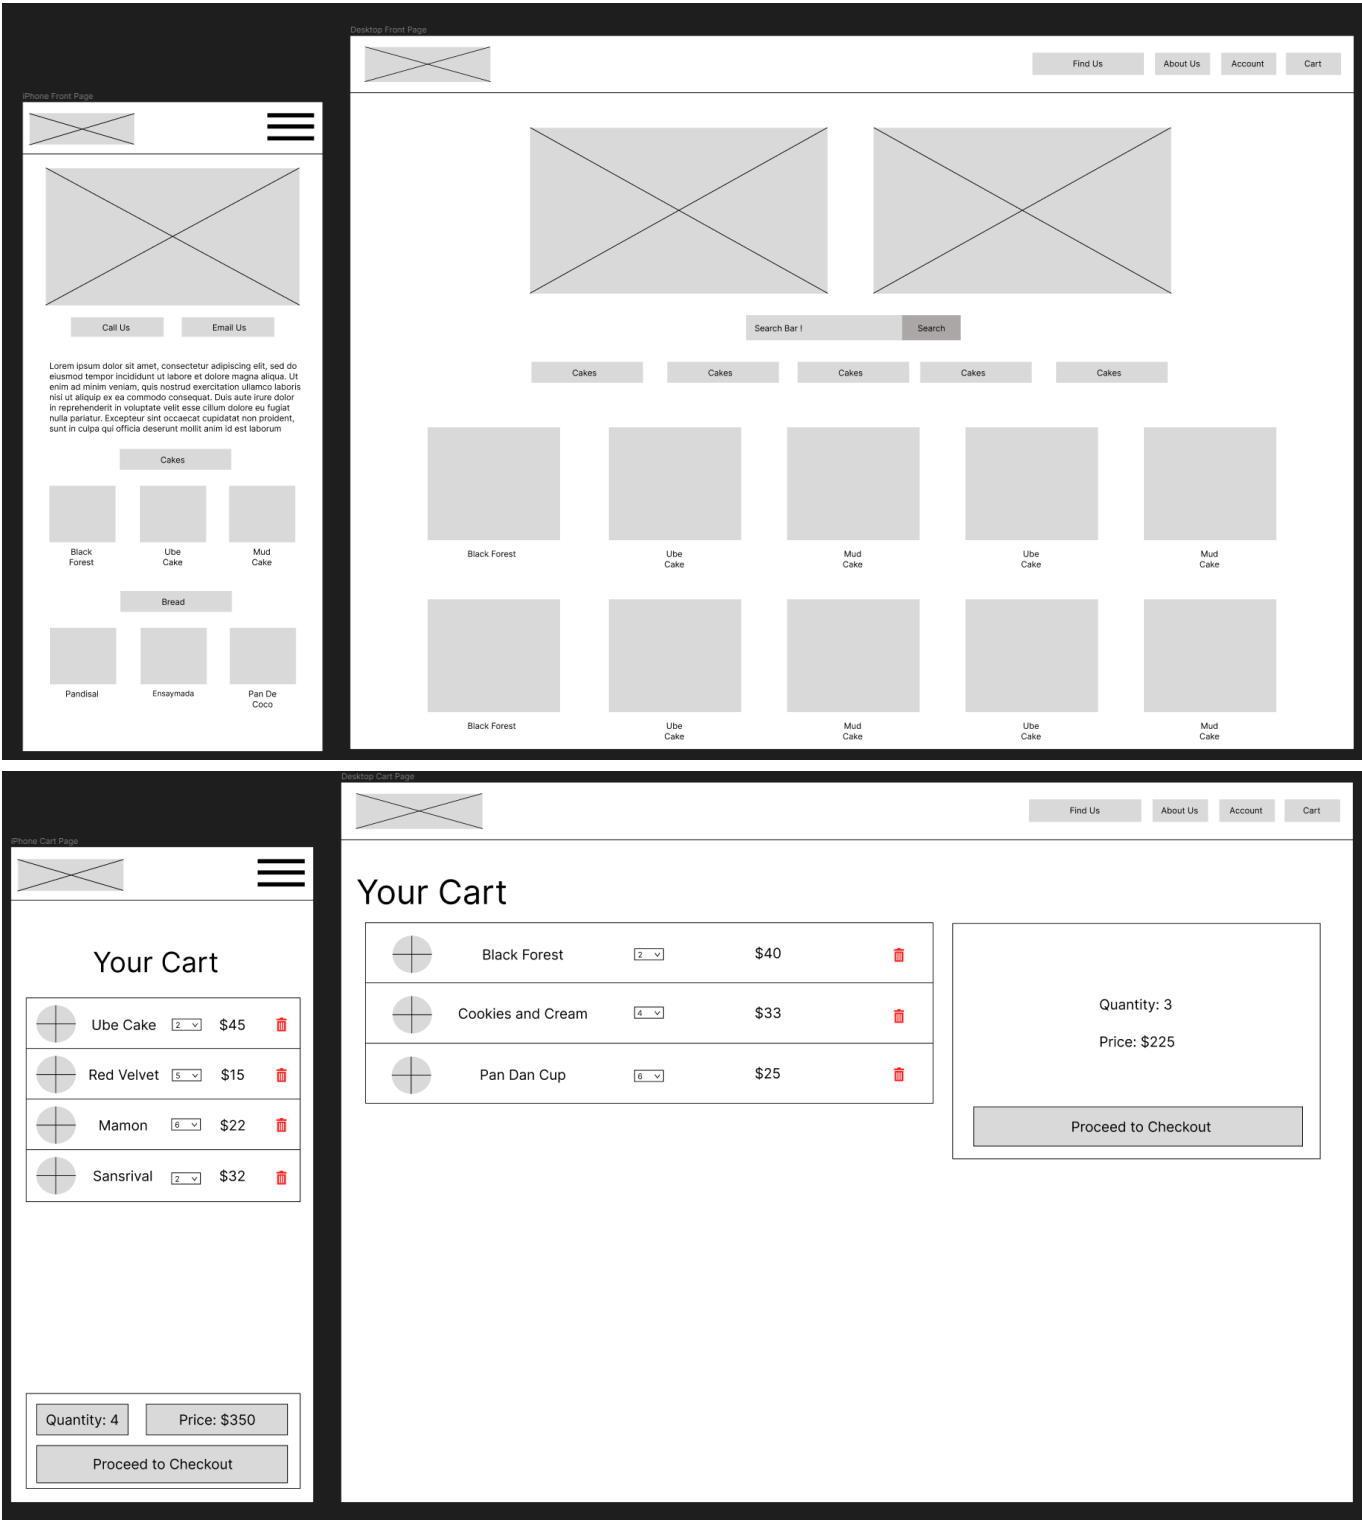 Desktop Front Page
Find Us
About Us
Account
Cart
iPhone Front Page
Call Us
Email Us
Lorem ipsum dolor sit amet, consectetur adipiscing elit, sed do
eiusmod tempor incididunt ut labore et dolore magna aliqua. Ut
enim ad minim veniam, quis nostrud exercitation ullamco laboris
nisi ut aliquip ex ea commodo consequat. Duis aute irure dolor
in reprehenderit in voluptate velit esse cillum dolore eu fugiat
nulla pariatur. Excepteur sint occaecat cupidatat non proident,
sunt in culpa qui officia deserunt mollit anim id est laborum
Cakes
Black
Forest
Ube
Cake
Mud
Cake
Bread
Pandisal
Ensaymada
Pan De
Coco
Search Bar !
Search
Cakes
Cakes
Cakes
Cakes
Cakes
Black Forest
Ube
Cake
Mud
Cake
Ube
Cake
Mud
Cake
Black Forest
Ube
Cake
Mud
Cake
Ube
Cake
Mud
Cake
iPhone Cart Page
Your Cart
Ube Cake 2 $45
Red Velvet 5 $15
Mamon 6 $22
Sansrival 2 $32
Quantity: 4
Price: $350
Proceed to Checkout
Desktop Cart Page
Find Us
About Us
Account
Cart
Your Cart
Black Forest 2 $40
Cookies and Cream 4 $33
Pan Dan Cup 6 $25
Quantity: 3
Price: $225
Proceed to Checkout